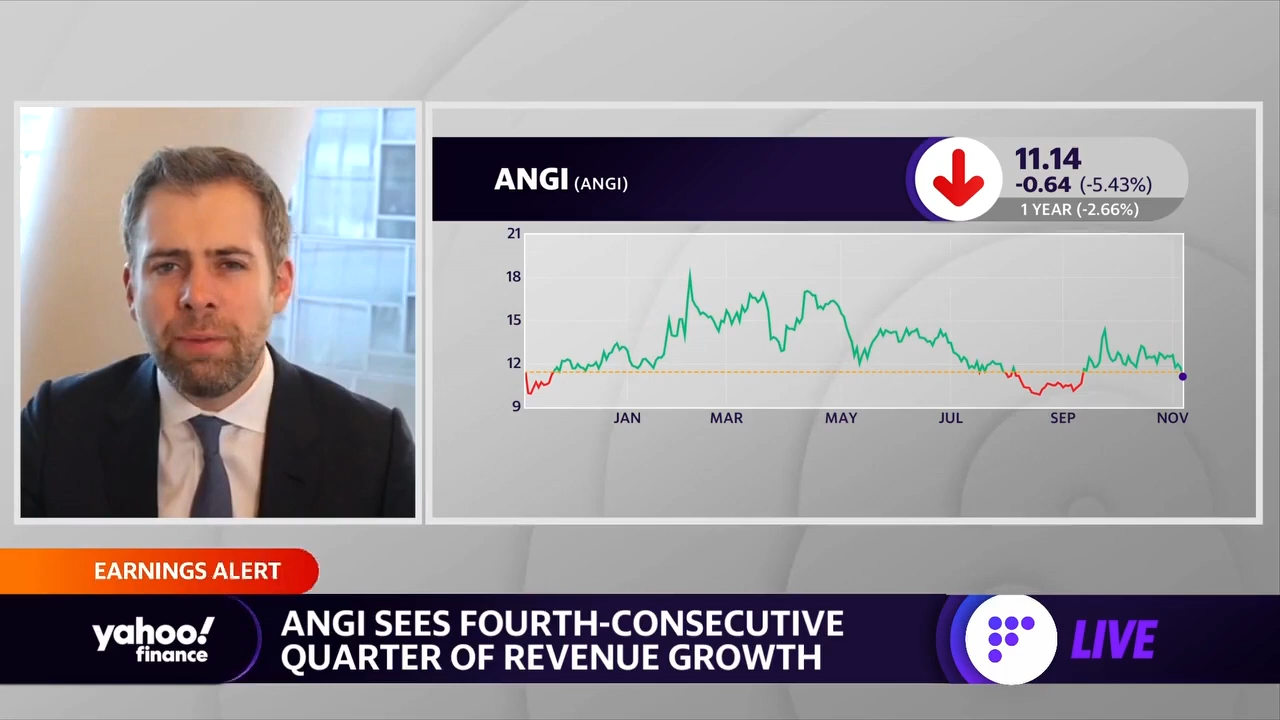 ANGI (ANGI)
11.14
-0.64 (-5.43%)
1 YEAR (-2.66%)
21
18
15
12
9
JAN MAR MAY JUL SEP NOV
EARNINGS ALERT
yahoo!
finance
ANGI SEES FOURTH-CONSECUTIVE
QUARTER OF REVENUE GROWTH
LIVE